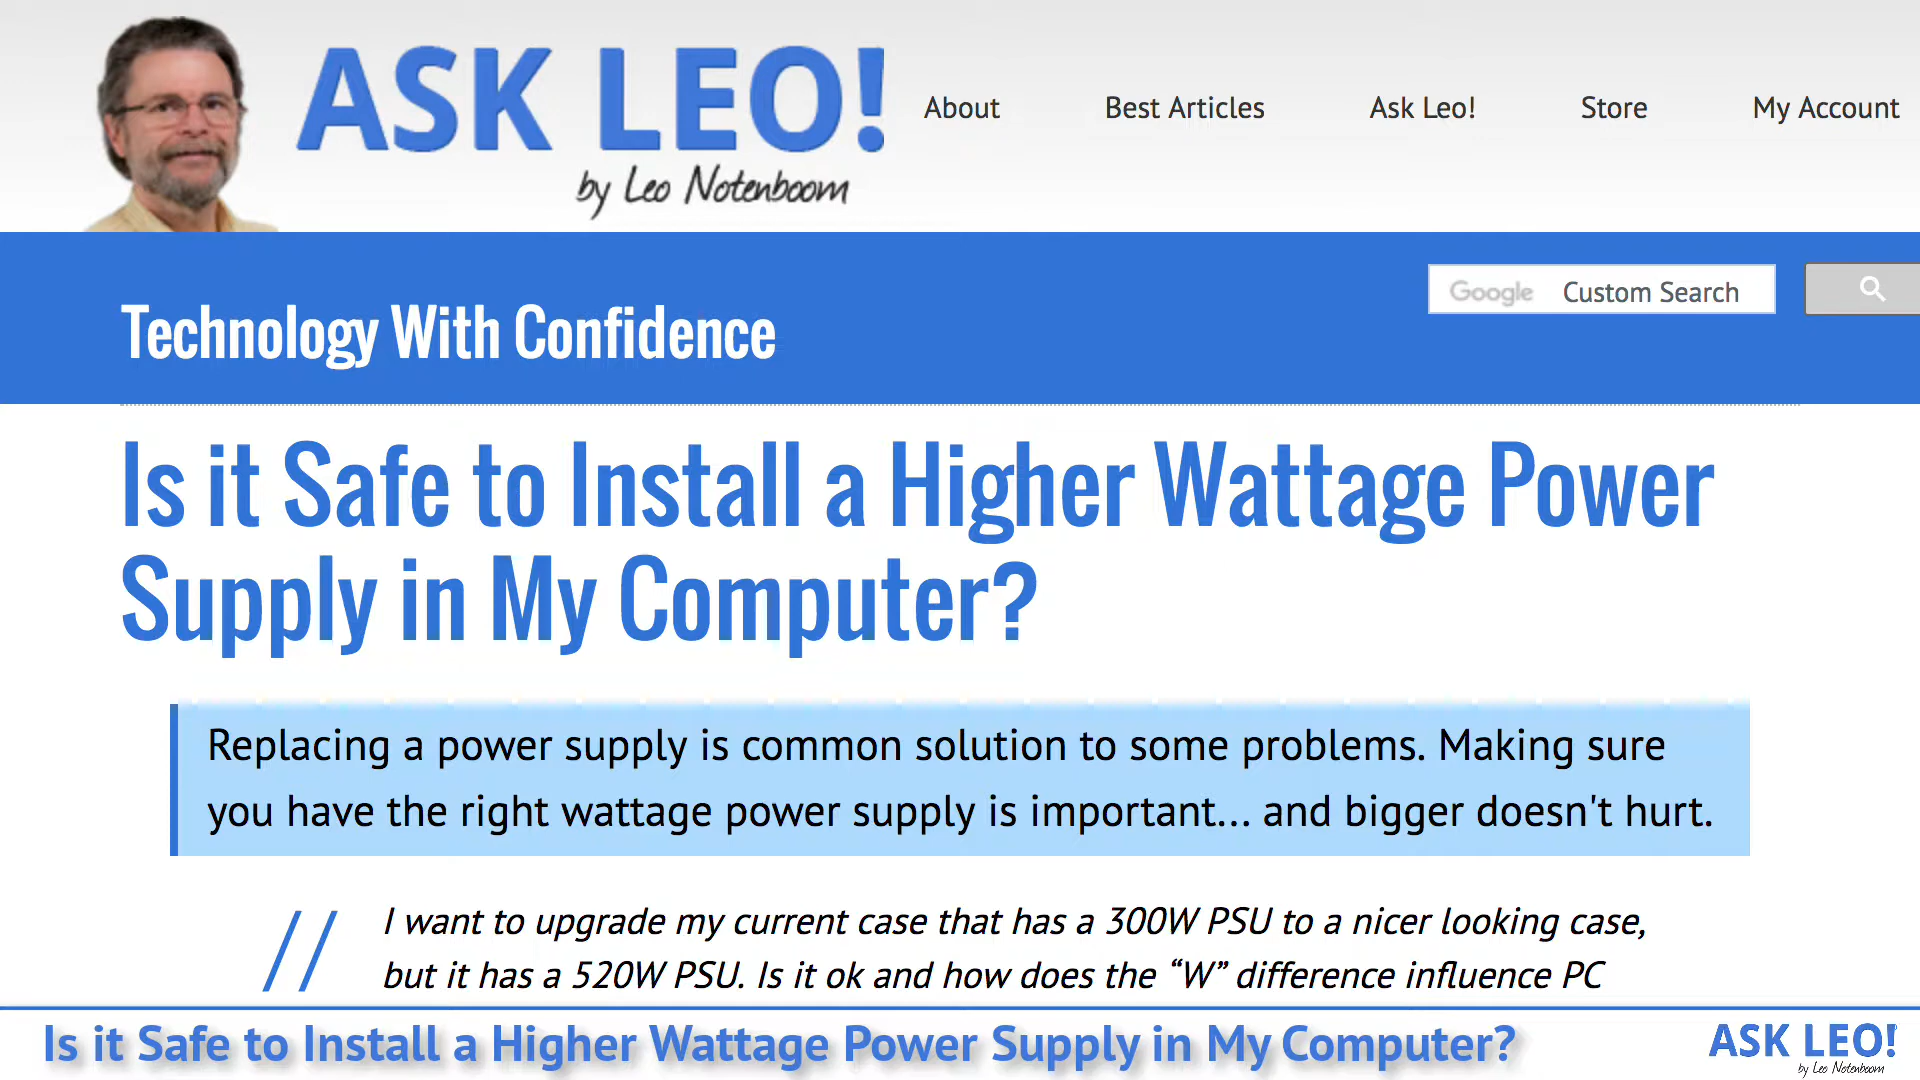 ASK LEO!
by Leo Notenboom
About Best Articles Ask Leo! Store My Account
Google Custom Search
Technology With Confidence
Is it Safe to Install a Higher Wattage Power
Supply in My Computer?
Replacing a power supply is common solution to some problems. Making sure
you have the right wattage power supply is important... and bigger doesn't hurt.
// I want to upgrade my current case that has a 300W PSU to a nicer looking case,
but it has a 520W PSU. Is it ok and how does the “W” difference influence PC
Is it Safe to Install a Higher Wattage Power Supply in My Computer?
ASK LEO!
by Leo Notenboom